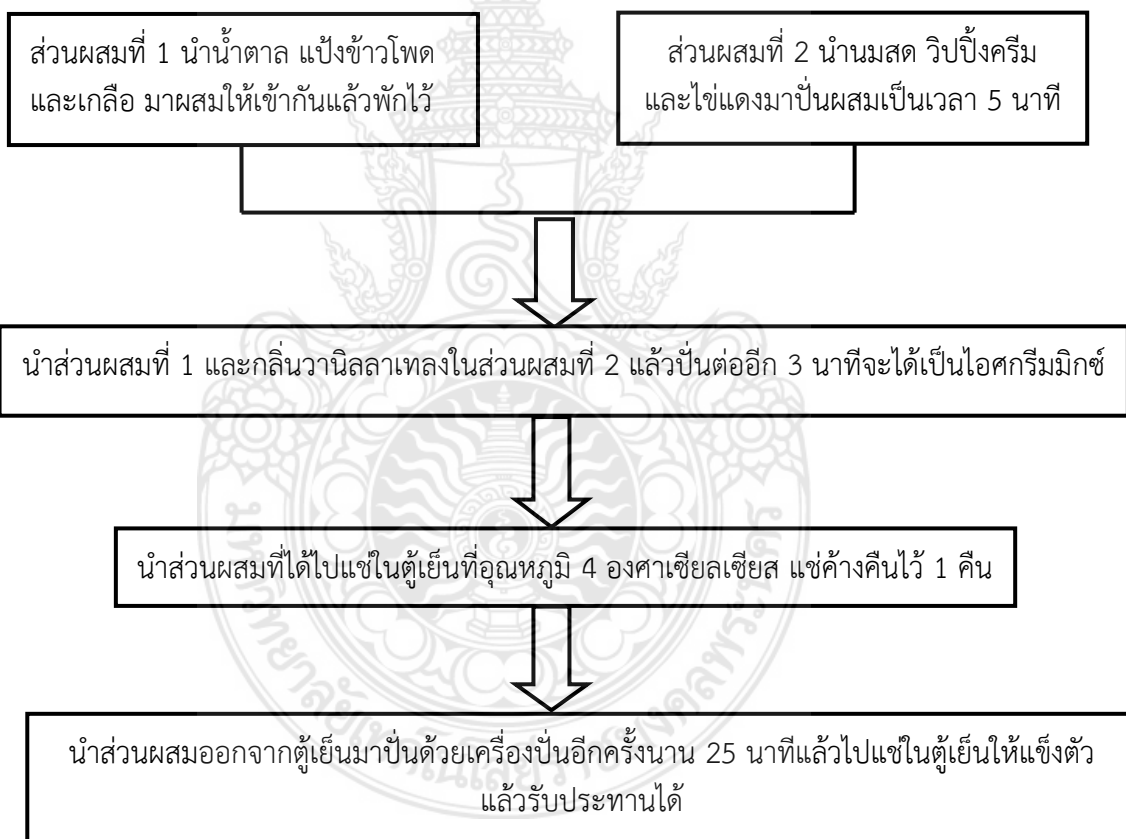 ส่วนผสมที่ 1 นำน้ำตาล แป้งข้าวโพด
และเกลือ มาผสมให้เข้ากันแล้วพักไว้
ส่วนผสมที่ 2 นำนมสด วิปปิ้งครีม
และไข่แดงมาปั่นผสมเป็นเวลา 5 นาที
นำส่วนผสมที่ 1 และกลิ่นวานิลลาเทลงในส่วนผสมที่ 2 แล้วปั่นต่ออีก 3 นาทีจะได้เป็นไอศกรีมมิกซ์
นำส่วนผสมที่ได้ไปแช่ในตู้เย็นที่อุณหภูมิ 4 องศาเซียลเซียส แช่ค้างคืนไว้ 1 คืน
นำส่วนผสมออกจากตู้เย็นมาปั่นด้วยเครื่องปั่นอีกครั้งนาน 25 นาทีแล้วไปแช่ในตู้เย็นให้แข็งตัว
แล้วรับประทานได้